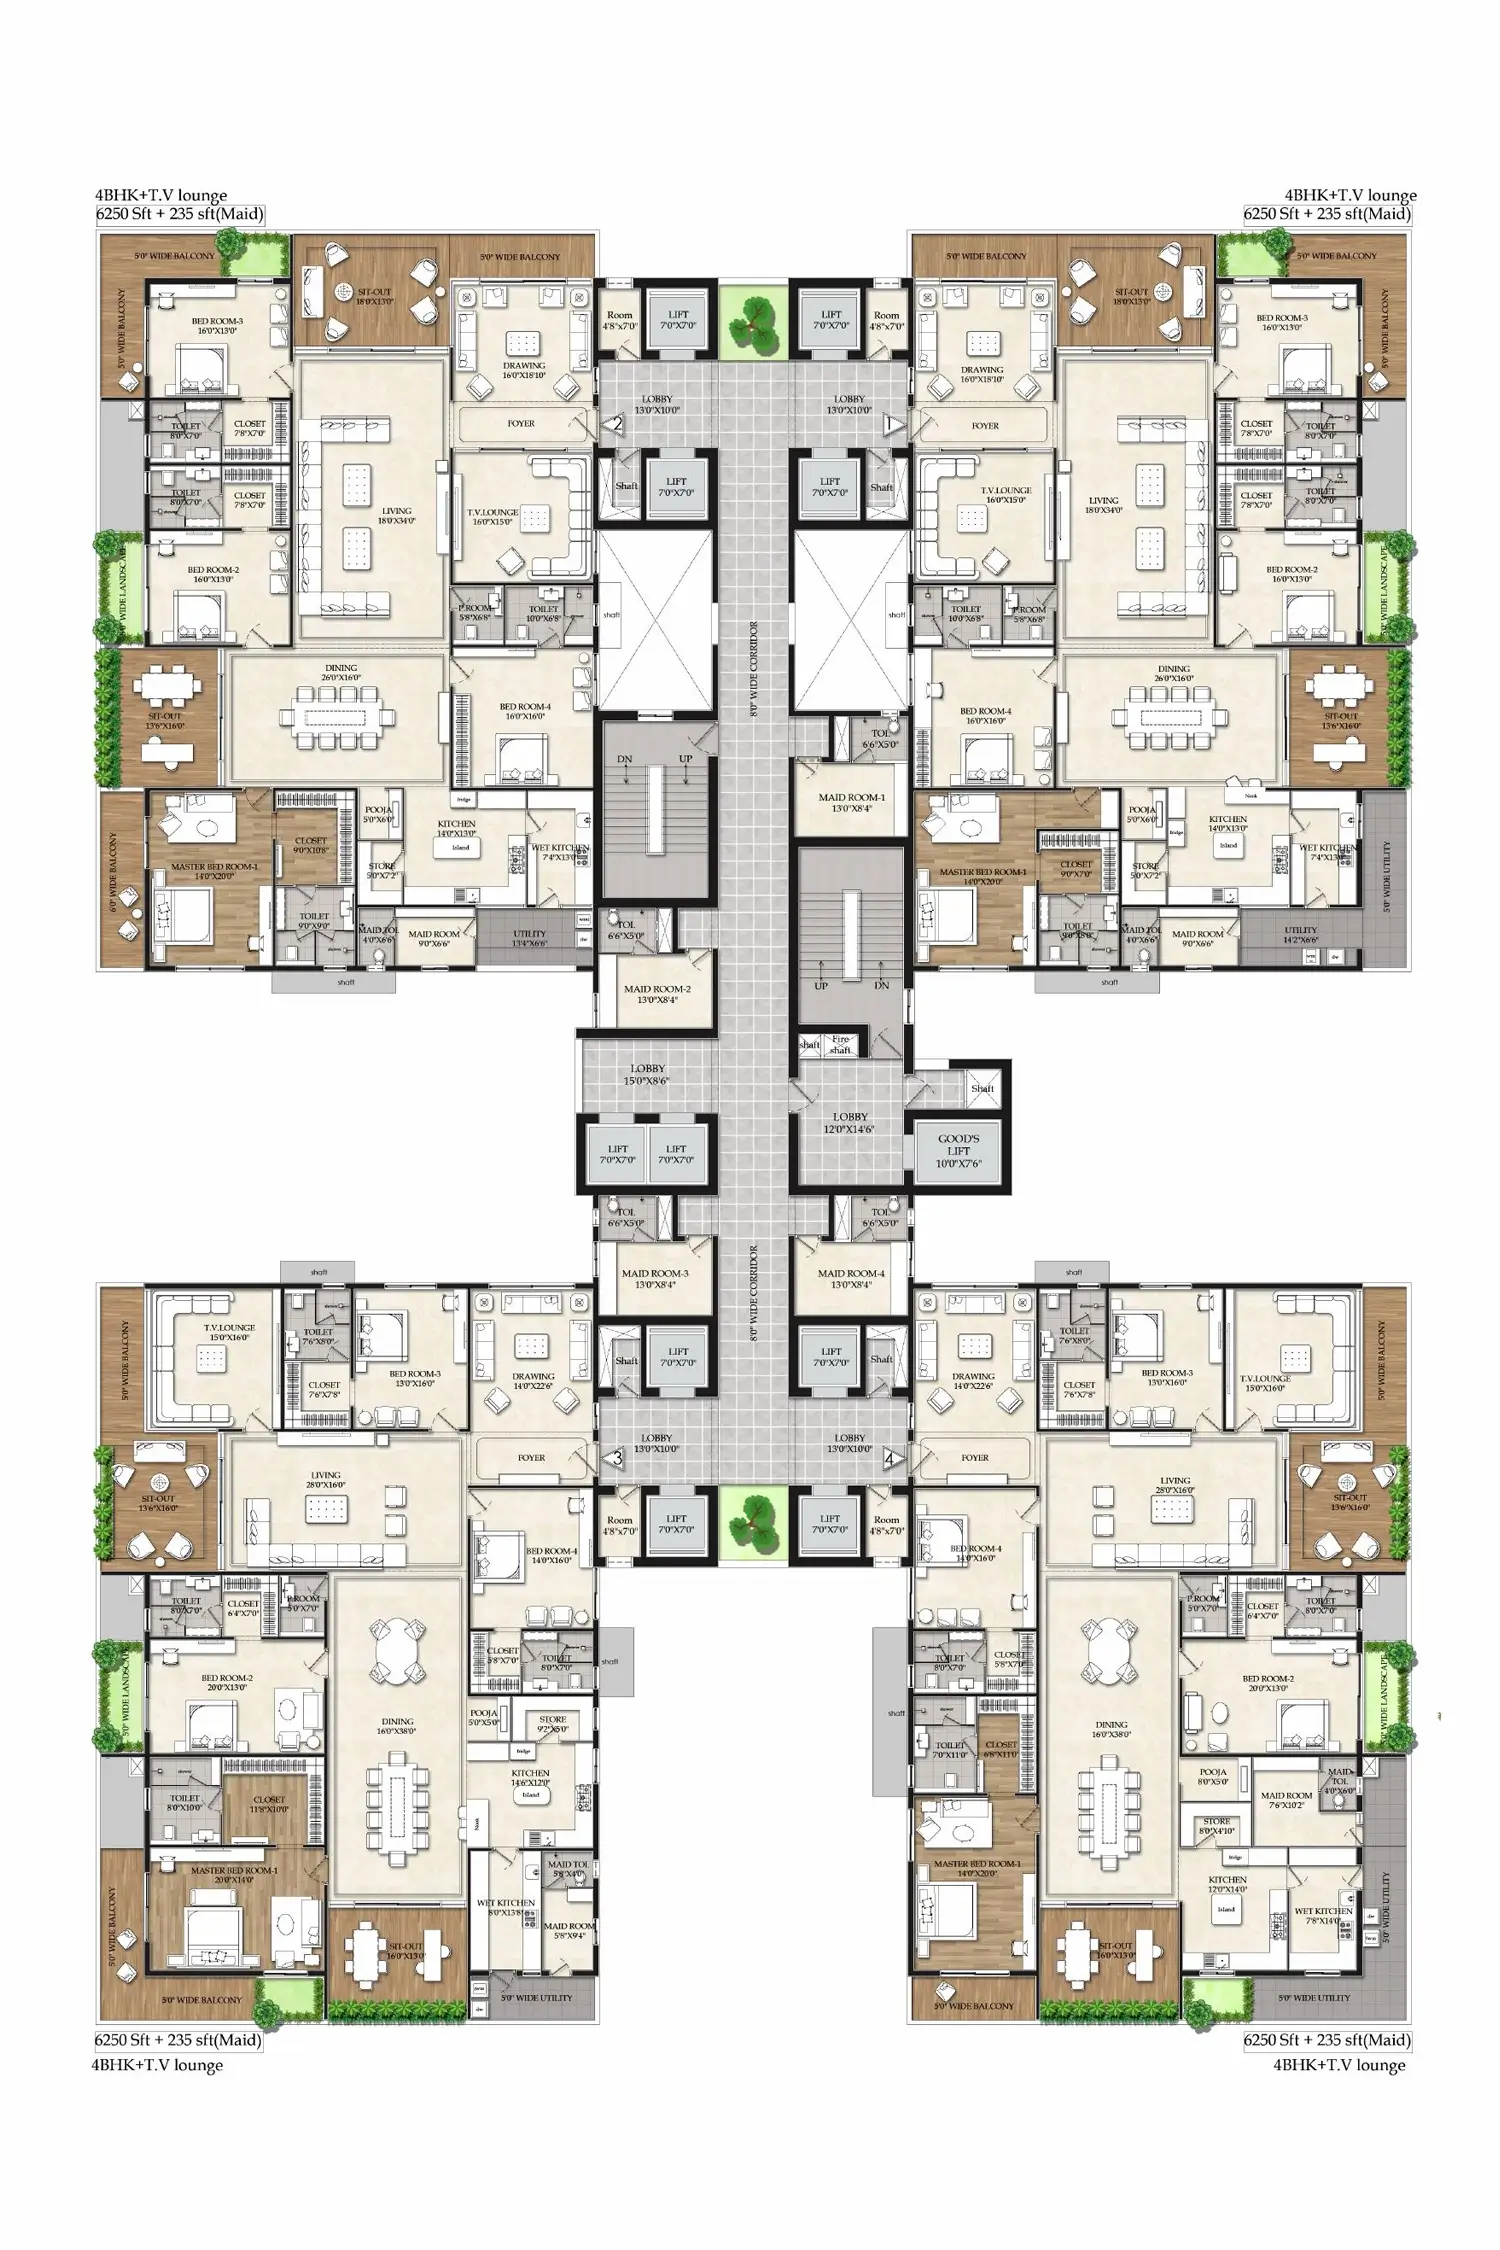 4BHK+T.V lounge
6250 Sft + 235 sft(Maid)
4BHK+T.V lounge
6250 Sft + 235 sft(Maid)
5'0" WIDE BALCONY
5'0" WIDE BALCONY
SIT-OUT
18'0"X13'0"
5'0" WIDE BALCONY
BED ROOM-3
16'0"X13'0"
DRAWING
16'0"X18'10"
FOYER
TOILET
8'0"X7'0"
CLOSET
7'8"X7'0"
TOILET
8'0"X7'0"
CLOSET
7'8"X7'0"
LIVING
18'0"X34'0"
T.V.LOUNGE
16'0"X15'0"
BED ROOM-2
16'0"X13'0"
WIDE LANDSCAPE
P.ROOM
5'8"X6'8"
TOILET
10'0"X6'8"
DINING
26'0"X16'0"
SIT-OUT
13'6"X16'0"
BED ROOM-4
16'0"X16'0"
6'0" WIDE BALCONY
MASTER BED ROOM-1
14'0"X20'0"
CLOSET
9'0"X10'8"
POOJA
5'0"X6'0"
fridge
KITCHEN
14'0"X13'0"
Island
STORE
5'0"X7'2"
WET KITCHEN
7'4"X13'0"
TOILET
9'0"X9'0"
MAID TOL
4'0"X6'6"
MAID ROOM
9'0"X6'6"
UTILITY
13'4"X6'6"
shaft
Room
4'8"x7'0"
LIFT
7'0"X7'0"
LIFT
7'0"X7'0"
Room
4'8"x7'0"
LOBBY
13'0"X10'0"
LOBBY
13'0"X10'0"
2
1
Shaft
LIFT
7'0"X7'0"
LIFT
7'0"X7'0"
Shaft
shaft
shaft
8'0" WIDE CORRIDOR
DN
UP
TOL
6'6"X5'0"
MAID ROOM-1
13'0"X8'4"
TOL
6'6"X5'0"
MAID ROOM-2
13'0"X8'4"
UP
DN
shaft
Fire
shaft
LOBBY
15'0"X8'6"
LOBBY
12'0"X14'6"
Shaft
LIFT
7'0"X7'0"
LIFT
7'0"X7'0"
GOOD'S
LIFT
10'0"X7'6"
TOL
6'6"X5'0"
TOL
6'6"X5'0"
MAID ROOM-3
13'0"X8'4"
MAID ROOM-4
13'0"X8'4"
8'0" WIDE CORRIDOR
Shaft
LIFT
7'0"X7'0"
LIFT
7'0"X7'0"
Shaft
LOBBY
13'0"X10'0"
LOBBY
13'0"X10'0"
3
4
Room
4'8"x7'0"
LIFT
7'0"X7'0"
LIFT
7'0"X7'0"
Room
4'8"x7'0"
5'0" WIDE BALCONY
SIT-OUT
18'0"X13'0"
5'0" WIDE BALCONY
5'0" WIDE BALCONY
DRAWING
16'0"X18'10"
BED ROOM-3
16'0"X13'0"
FOYER
CLOSET
7'8"X7'0"
TOILET
8'0"X7'0"
CLOSET
7'8"X7'0"
TOILET
8'0"X7'0"
T.V.LOUNGE
16'0"X15'0"
LIVING
18'0"X34'0"
BED ROOM-2
16'0"X13'0"
WIDE LANDSCAPE
TOILET
10'0"X6'8"
P.ROOM
5'8"X6'8"
DINING
26'0"X16'0"
BED ROOM-4
16'0"X16'0"
SIT-OUT
13'6"X16'0"
MASTER BED ROOM-1
14'0"X20'0"
CLOSET
9'0"X7'0"
POOJA
5'0"X6'0"
Nook
fridge
KITCHEN
14'0"X13'0"
Island
STORE
5'0"X7'2"
WET KITCHEN
7'4"X13'0"
5'0" WIDE UTILITY
TOILET
9'0"X8'0"
MAID TOL
4'0"X6'6"
MAID ROOM
9'0"X6'6"
UTILITY
14'2"X6'6"
shaft
shaft
5'0" WIDE BALCONY
T.V.LOUNGE
15'0"X16'0"
TOILET
7'6"X8'0"
CLOSET
7'6"X7'8"
BED ROOM-3
13'0"X16'0"
DRAWING
14'0"X22'6"
FOYER
LIVING
28'0"X16'0"
SIT-OUT
13'6"X16'0"
BED ROOM-4
14'0"X16'0"
TOILET
8'0"X7'0"
CLOSET
6'4"X7'0"
P.ROOM
5'0"X7'0"
CLOSET
5'8"X7'0"
TOILET
8'0"X7'0"
shaft
BED ROOM-2
20'0"X13'0"
5'0" WIDE LANDSCAPE
DINING
16'0"X38'0"
POOJA
5'0"X5'0"
STORE
9'2"X5'0"
fridge
KITCHEN
14'6"X12'0"
Island
Nook
TOILET
8'0"X10'0"
CLOSET
11'8"X10'0"
MASTER BED ROOM-1
20'0"X14'0"
5'0" WIDE BALCONY
MAID TOL
5'8"X4'0"
WET KITCHEN
8'0"X13'8"
MAID ROOM
5'8"X9'4"
SIT-OUT
16'0"X13'0"
5'0" WIDE BALCONY
5'0" WIDE UTILITY
shaft
DRAWING
14'0"X22'6"
TOILET
7'6"X8'0"
CLOSET
7'6"X7'8"
BED ROOM-3
13'0"X16'0"
T.V.LOUNGE
15'0"X16'0"
5'0" WIDE BALCONY
FOYER
LIVING
28'0"X16'0"
SIT-OUT
13'6"X16'0"
BED ROOM-4
14'0"X16'0"
P.ROOM
5'0"X7'0"
CLOSET
6'4"X7'0"
TOILET
8'0"X7'0"
TOILET
8'0"X7'0"
CLOSET
5'8"X7'0"
BED ROOM-2
20'0"X13'0"
WIDE LANDSCAPE
shaft
TOILET
7'0"X11'0"
CLOSET
6'8"X11'0"
DINING
16'0"X38'0"
POOJA
8'0"X5'0"
MAID
TOL
4'0"X6'0"
MAID ROOM
7'6"X10'2"
STORE
8'0"X4'10"
fridge
MASTER BED ROOM-1
14'0"X20'0"
KITCHEN
12'0"X14'0"
Island
WET KITCHEN
7'8"X14'0"
5'0" WIDE UTILITY
SIT-OUT
16'0"X13'0"
5'0" WIDE BALCONY
5'0" WIDE UTILITY
6250 Sft + 235 sft(Maid)
4BHK+T.V lounge
6250 Sft + 235 sft(Maid)
4BHK+T.V lounge